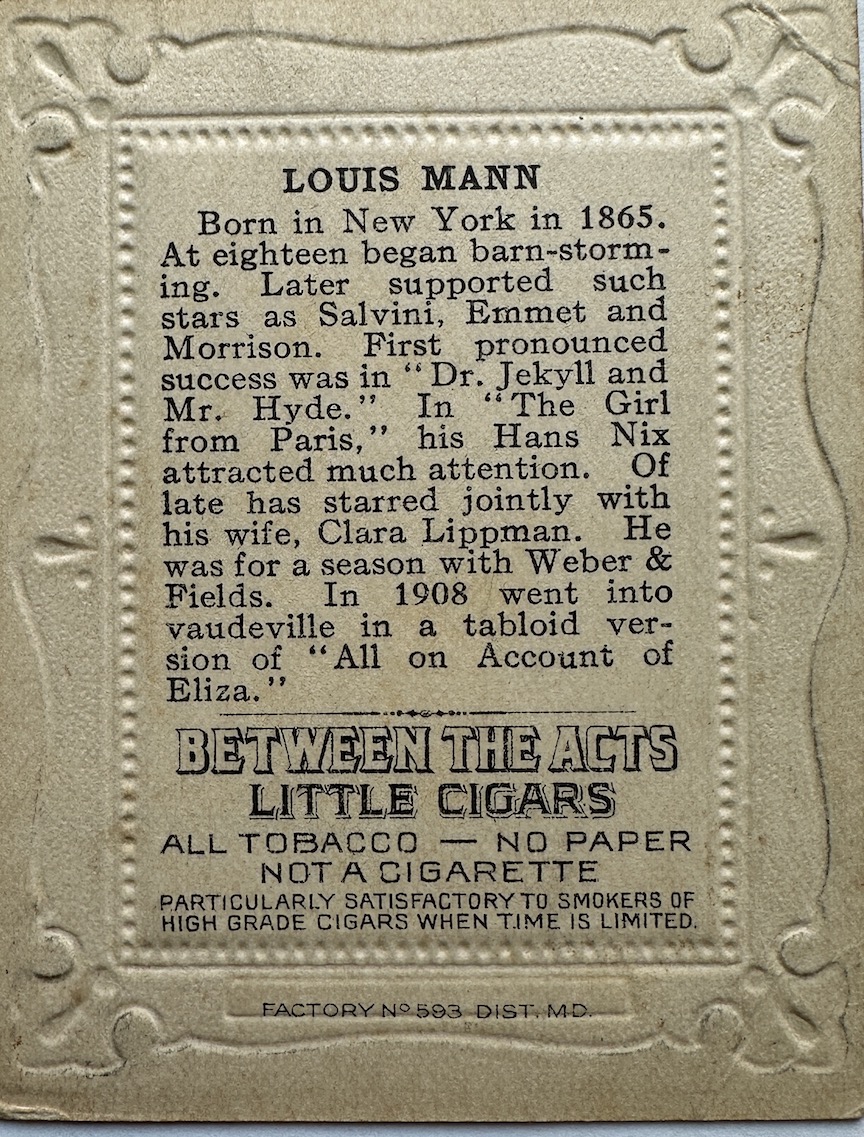 LOUIS MANN
Born in New York in 1865.
At eighteen began barn-storm-
ing. Later supported such
stars as Salvini, Emmet and
Morrison. First pronounced
success was in “Dr. Jekyll and
Mr. Hyde.” In “The Girl
from Paris,” his Hans Nix
attracted much attention. Of
late has starred jointly with
his wife, Clara Lippman. He
was for a season with Weber &
Fields. In 1908 went into
vaudeville in a tabloid ver-
sion of “All on Account of
Eliza.”
BETWEEN THE ACTS
LITTLE CIGARS
ALL TOBACCO — NO PAPER
NOT A CIGARETTE
PARTICULARLY SATISFACTORY TO SMOKERS OF
HIGH GRADE CIGARS WHEN TIME IS LIMITED.
FACTORY Nº 593 DIST. MD.